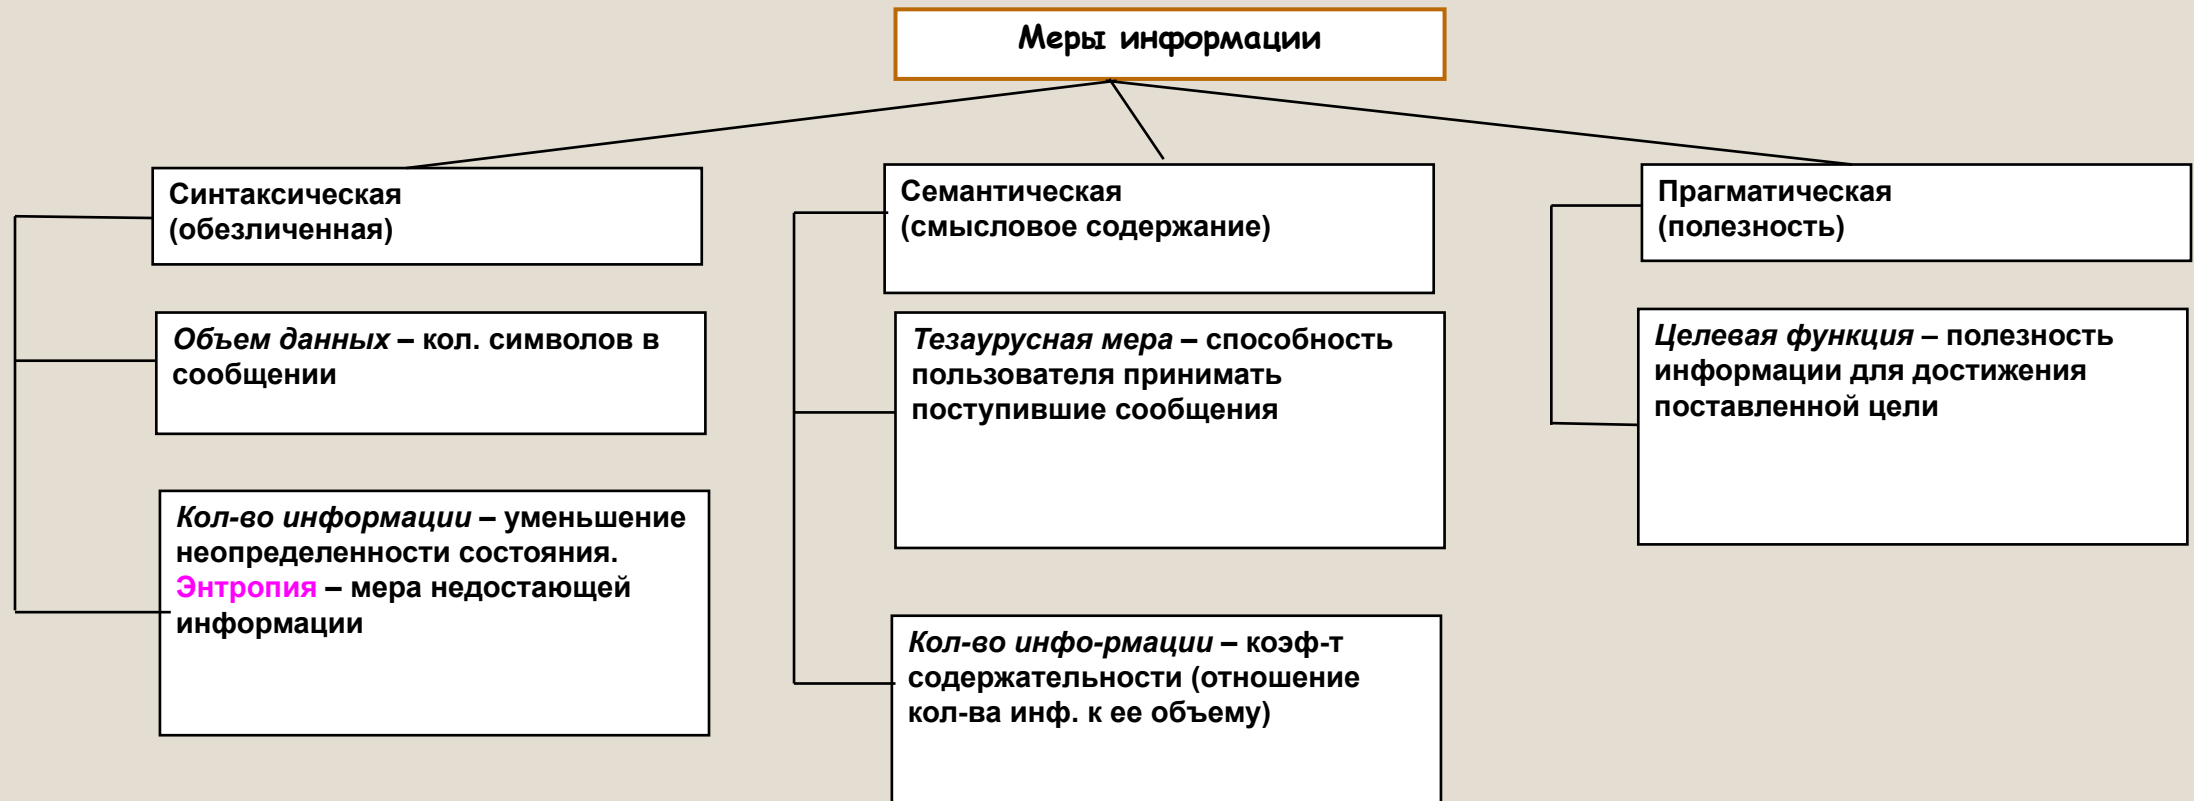 Меры информации
Синтаксическая
(обезличенная)
Объем данных – кол. символов в
сообщении
Кол-во информации – уменьшение
неопределенности состояния.
Энтропия – мера недостающей
информации
Семантическая
(смысловое содержание)
Тезаурусная мера – способность
пользователя принимать
поступившие сообщения
Кол-во инфо-рмации – коэф-т
содержательности (отношение
кол-ва инф. к ее объему)
Прагматическая
(полезность)
Целевая функция – полезность
информации для достижения
поставленной цели